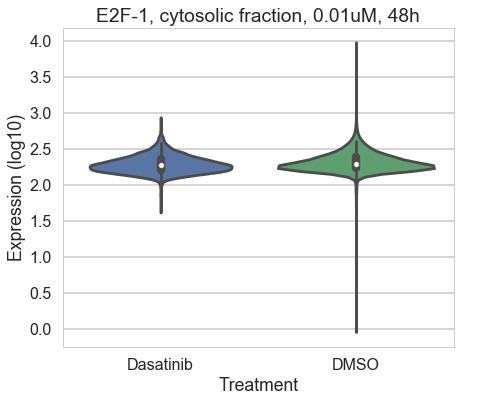 E2F-1, cytosolic fraction, 0.01uM, 48h
Expression (log10)
4.0
3.5
3.0
2.5
2.0
1.5
1.0
0.5
0.0
Dasatinib DMSO
Treatment